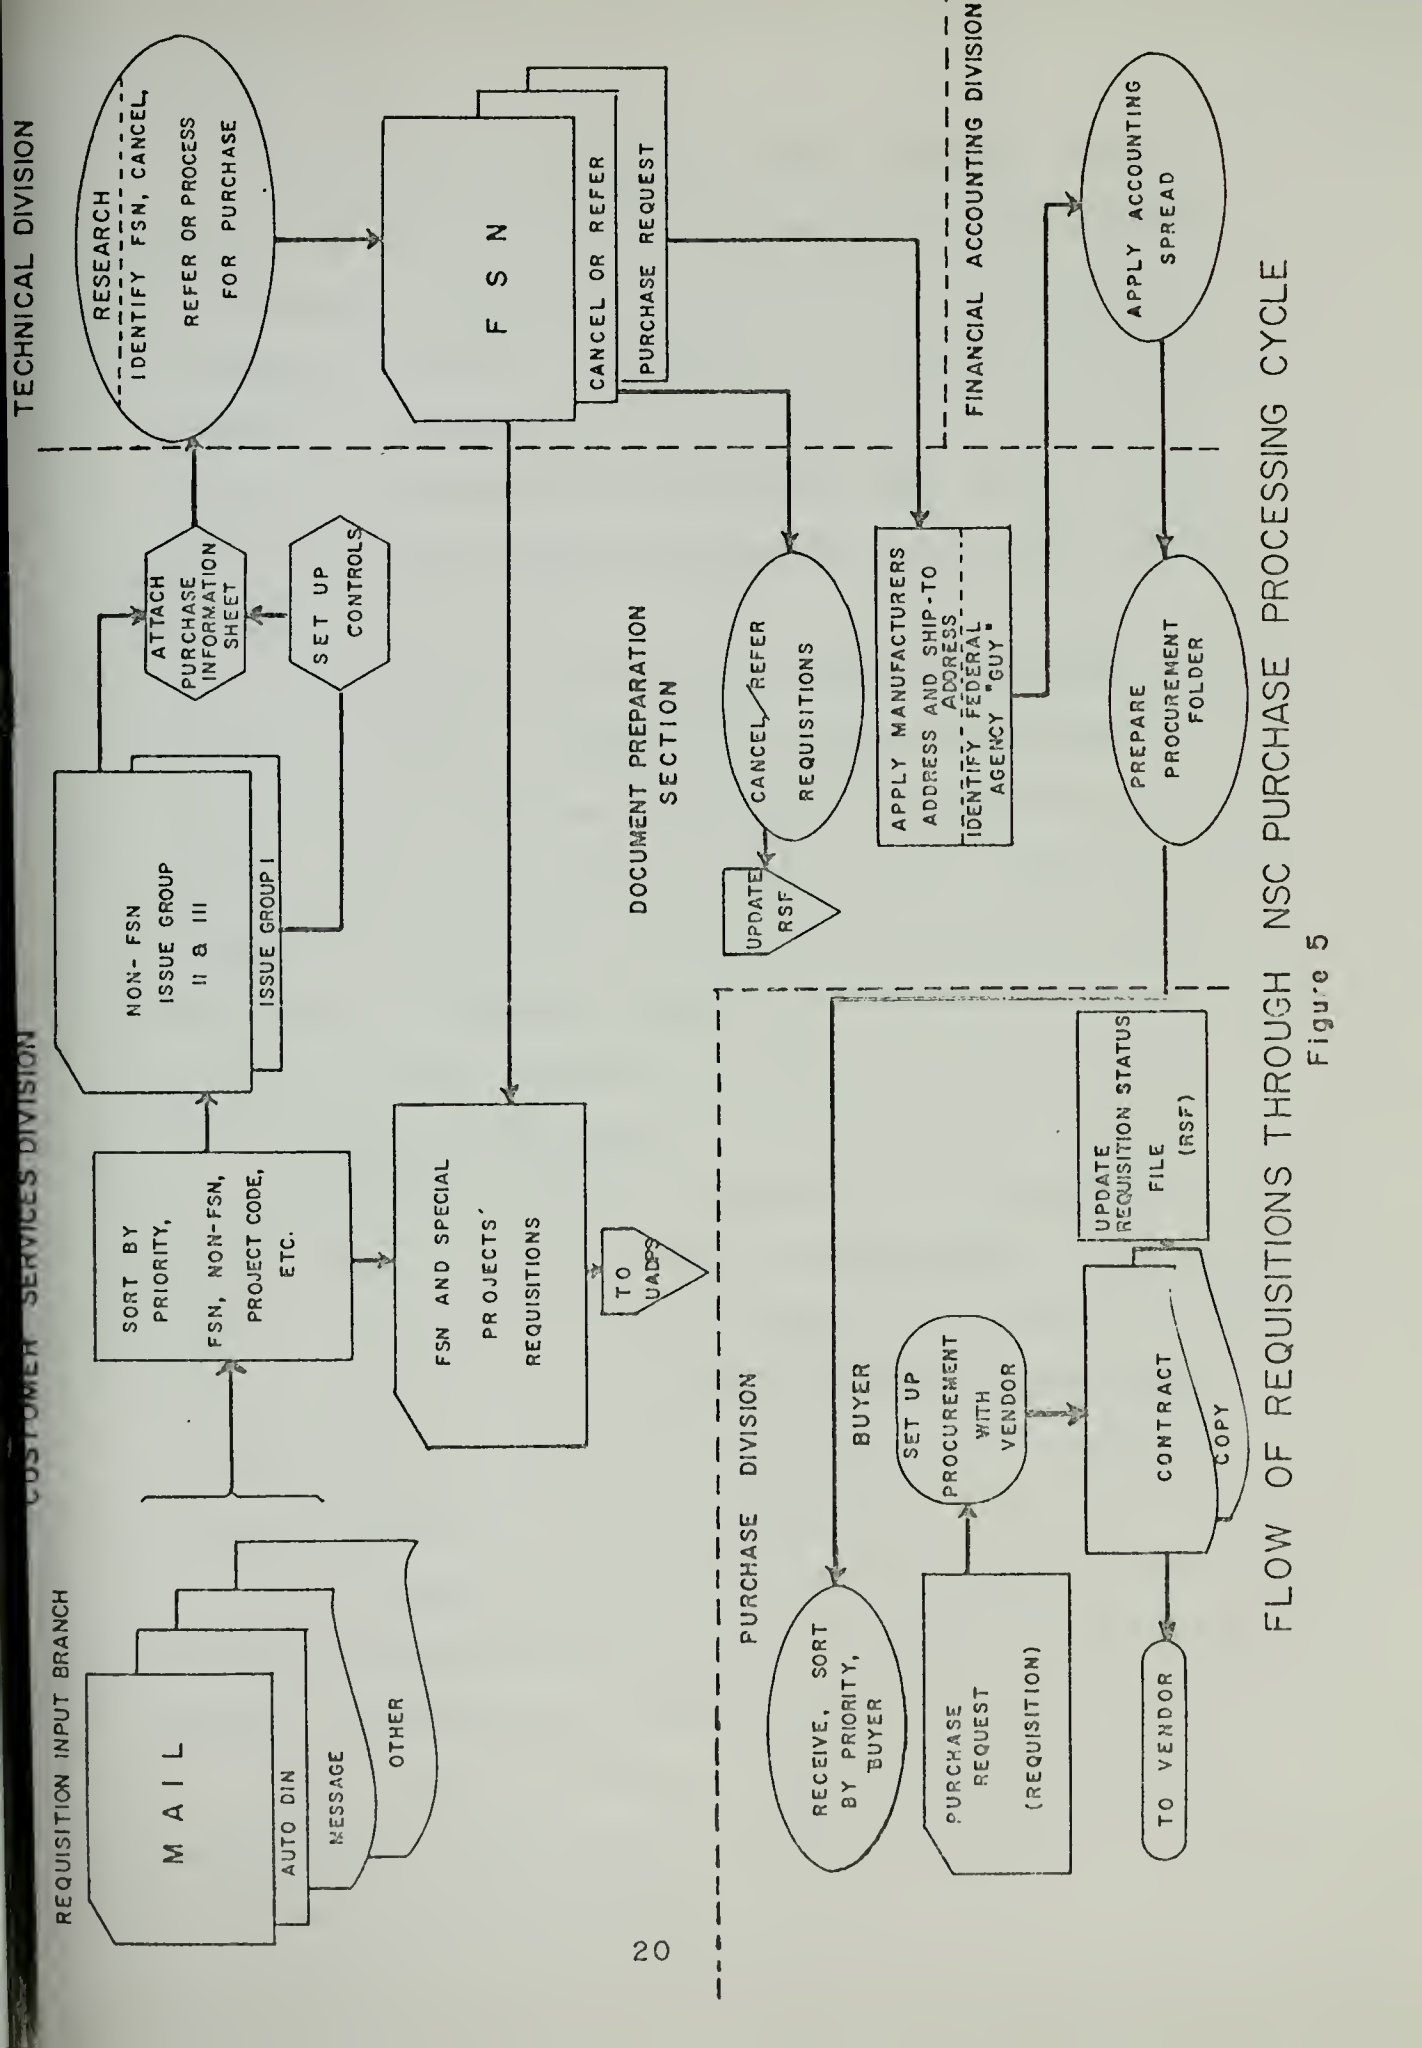 CUSTOMER SERVICES DIVISION
TECHNICAL DIVISION
REQUISITION INPUT BRANCH
MAIL
AUTO DIN
MESSAGE
OTHER
SORT BY
PRIORITY,
FSN, NON-FSN,
PROJECT CODE,
ETC.
NON-FSN
ISSUE GROUP
II & III
ISSUE GROUP I
ATTACH
PURCHASE
INFORMATION
SHEET
SET UP
CONTROLS
RESEARCH
IDENTIFY FSN, CANCEL,
REFER OR PROCESS
FOR PURCHASE
FSN AND SPECIAL
PROJECTS'
REQUISITIONS
TO
UADPS
FSN
CANCEL OR REFER
PURCHASE REQUEST
DOCUMENT PREPARATION
SECTION
CANCEL/REFER
REQUISITIONS
UPDATE
RSF
APPLY MANUFACTURERS
ADDRESS AND SHIP-TO
ADDRESS
IDENTIFY FEDERAL
AGENCY "GUY"
FINANCIAL ACCOUNTING DIVISION
APPLY ACCOUNTING
SPREAD
PREPARE
PROCUREMENT
FOLDER
PURCHASE DIVISION
RECEIVE, SORT
BY PRIORITY,
BUYER
BUYER
PURCHASE
REQUEST
(REQUISITION)
SET UP
PROCUREMENT
WITH
VENDOR
CONTRACT
COPY
UPDATE
REQUISITION STATUS
FILE
(RSF)
TO VENDOR
FLOW OF REQUISITIONS THROUGH NSC PURCHASE PROCESSING CYCLE
Figure 5
20